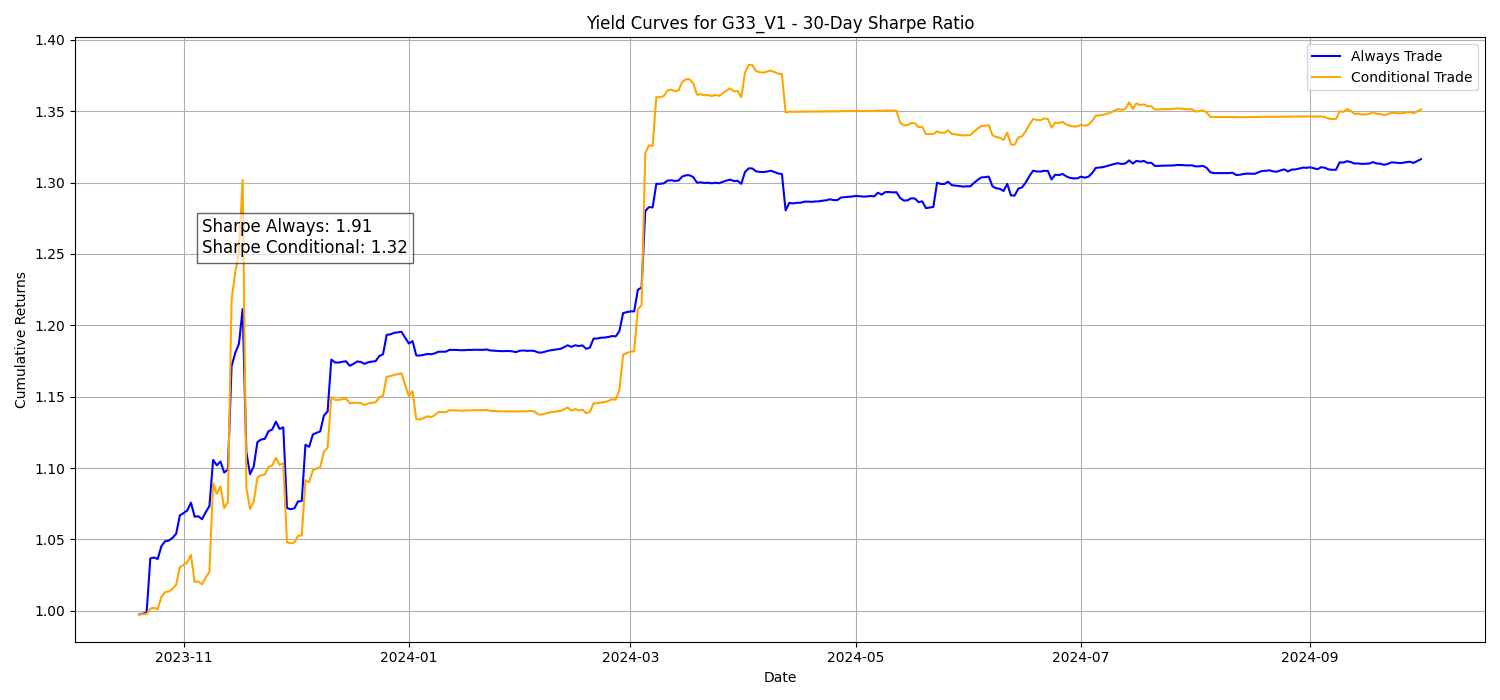 Yield Curves for G33_V1 - 30-Day Sharpe Ratio
Always Trade
Conditional Trade
Sharpe Always: 1.91
Sharpe Conditional: 1.32
Cumulative Returns
1.40
1.35
1.30
1.25
1.20
1.15
1.10
1.05
1.00
2023-11
2024-01
2024-03
2024-05
2024-07
2024-09
Date